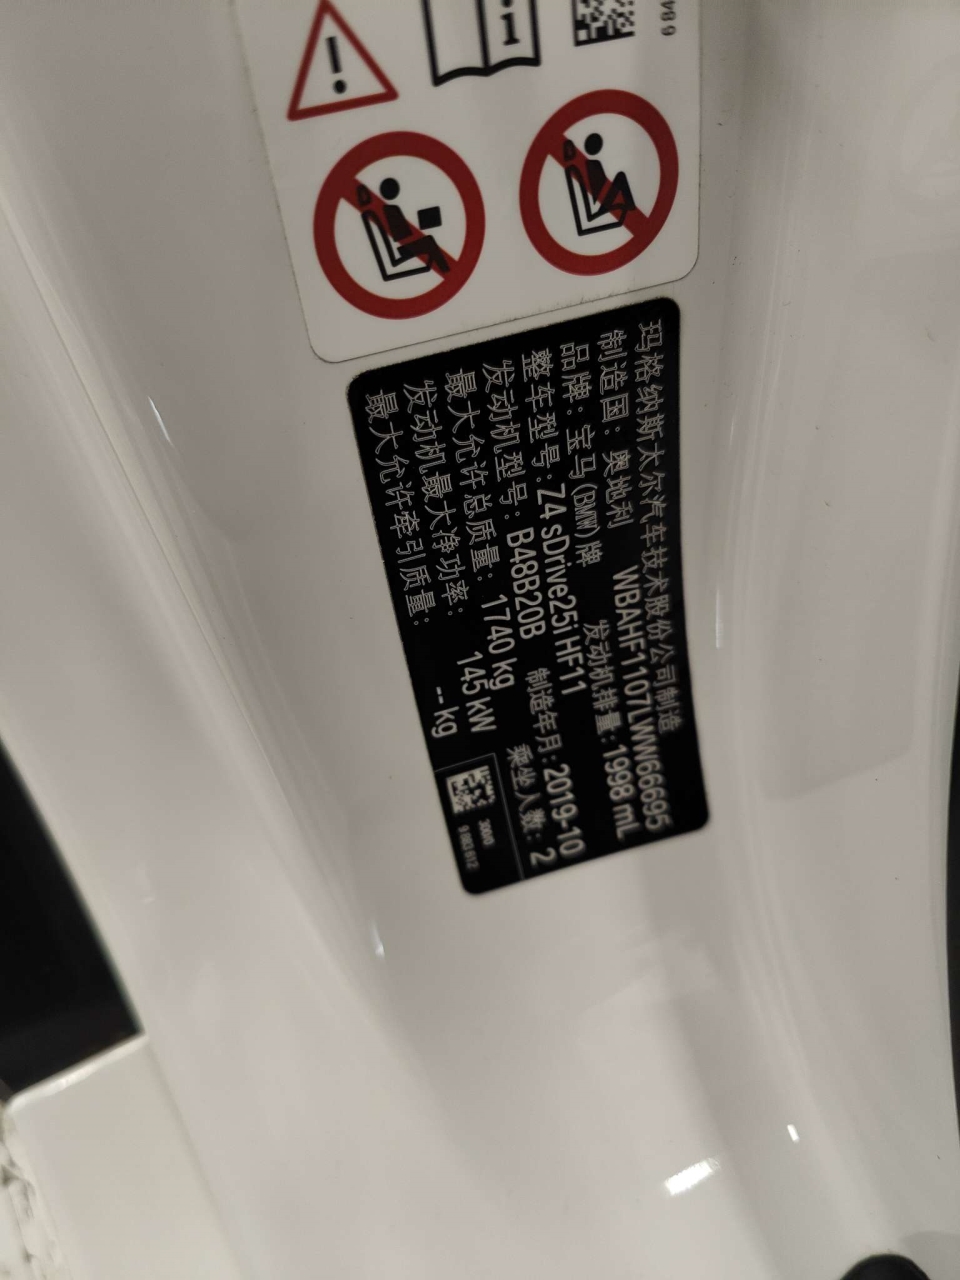 玛格纳斯太尔汽车技术股份公司制造
制造国：奥地利 WBAHF1107LWW66695
品牌：宝马(BMW)牌 发动机排量：1998 mL
整车型号：Z4 sDrive25i HF11
发动机型号：B48B20B 制造年月：2019-10
最大允许总质量：1740 kg 乘坐人数：2
发动机最大净功率：145 kW
最大允许牵引质量：-- kg